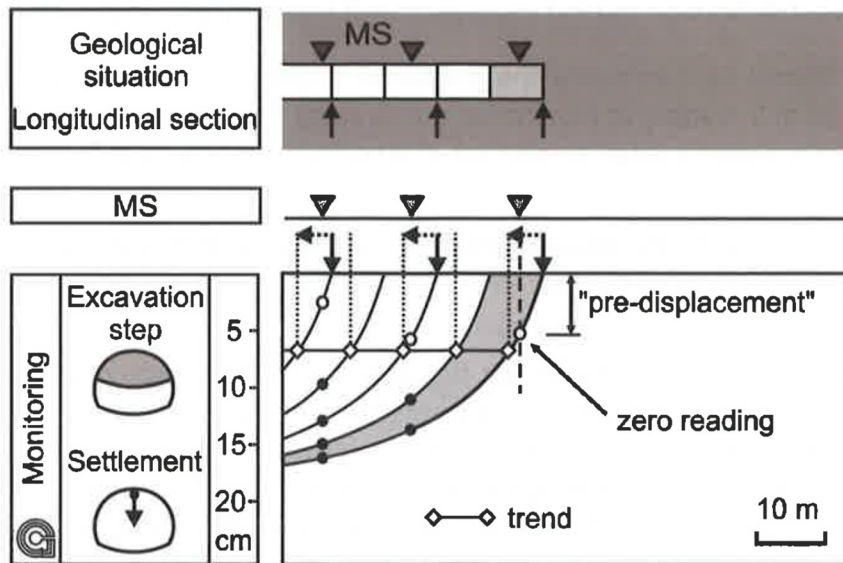 Geological
situation
Longitudinal section
MS
MS
Monitoring
Excavation
step
Settlement
5
10
15
20
cm
"pre-displacement"
zero reading
trend
10 m